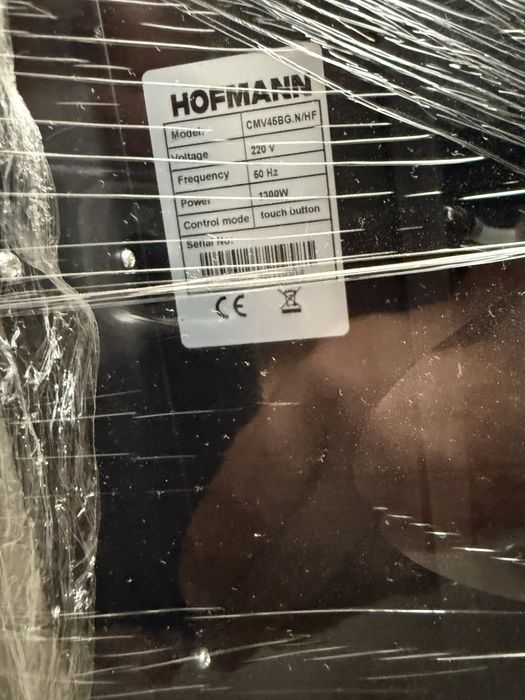 HOFMANN
Model: CMV45BG.N/HF
Voltage 220 V
Frequency 50 Hz
Power 1300W
Control mode touch button
Serial No:
CE